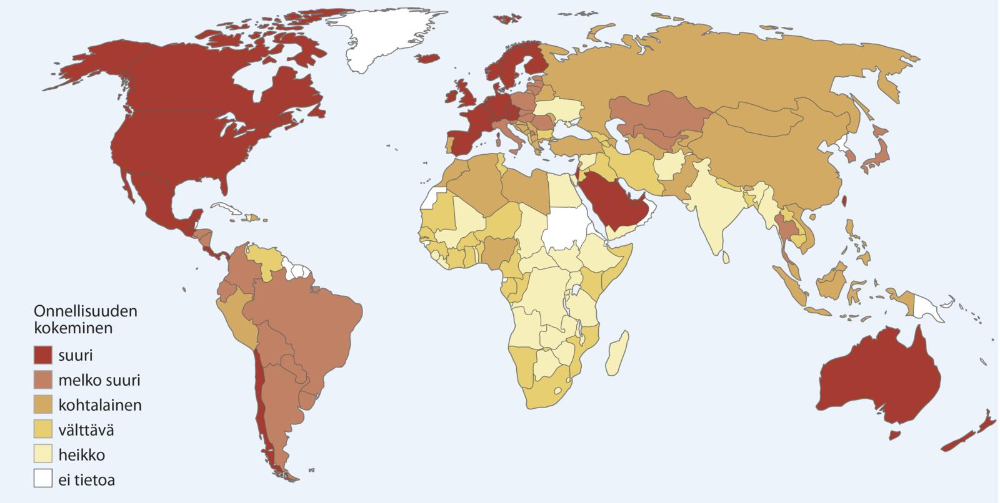 Onnellisuuden
kokeminen
suuri
melko suuri
kohtalainen
välttävä
heikko
ei tietoa